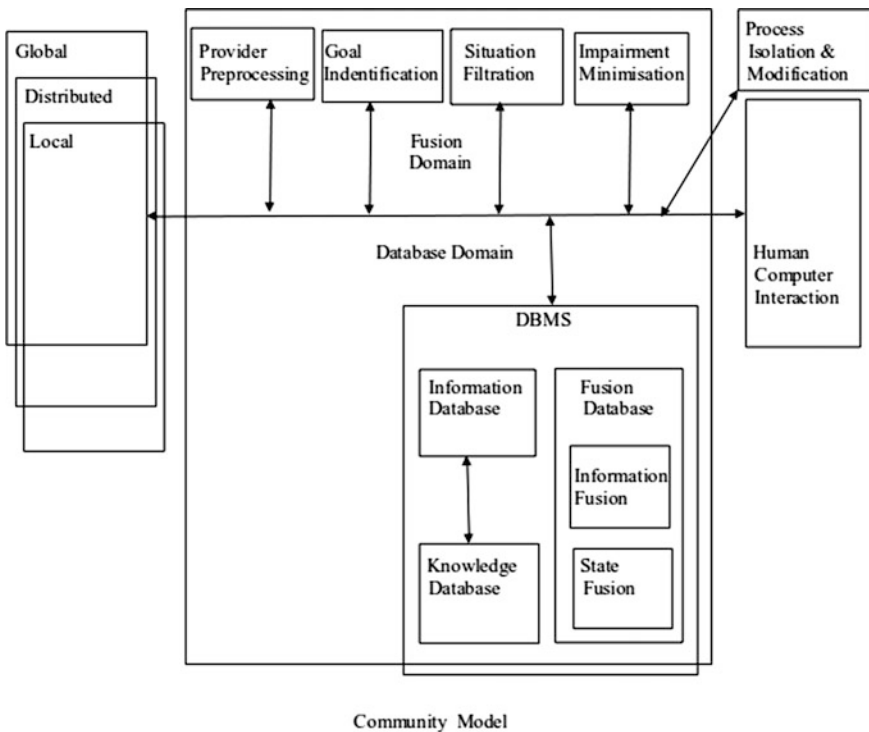 Global
Distributed
Local
Provider
Preprocessing
Goal
Indentification
Situation
Filtration
Impairment
Minimisation
Process
Isolation &
Modification
Fusion
Domain
Database Domain
Human
Computer
Interaction
DBMS
Information
Database
Fusion
Database
Information
Fusion
Knowledge
Database
State
Fusion
Community Model